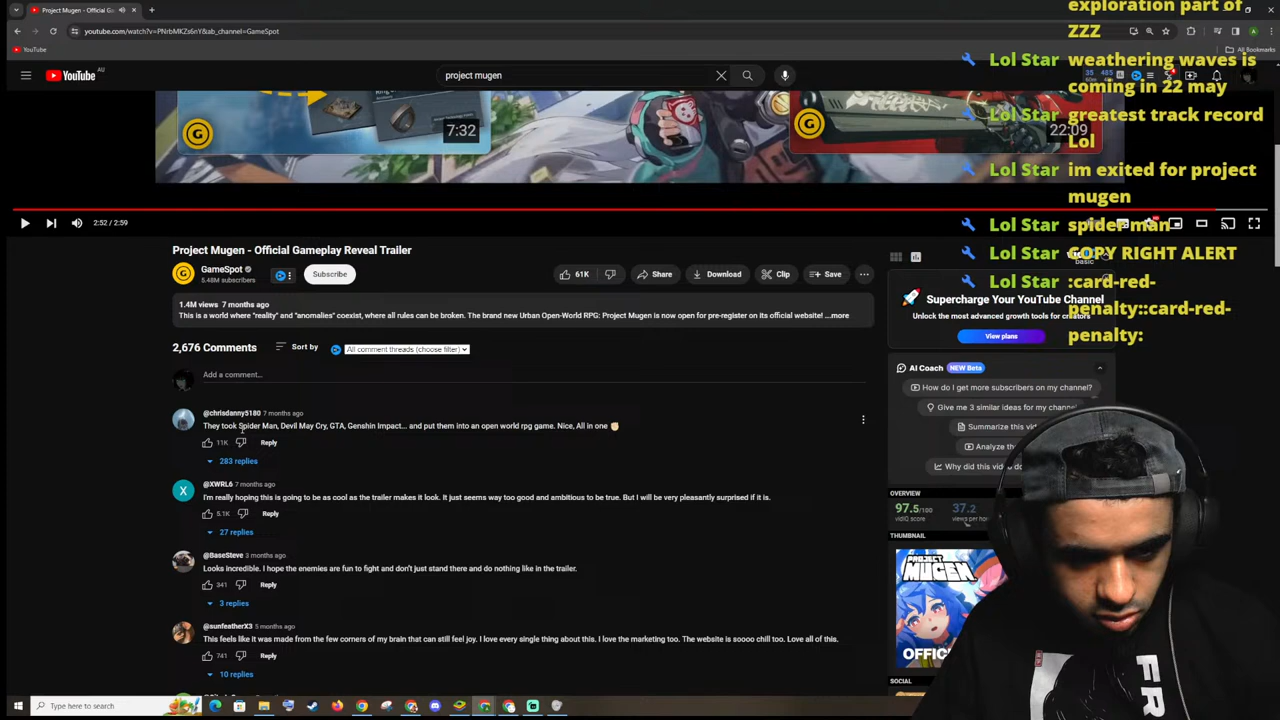 Project Mugen - Official G
youtube.com/watch?v=PNrbMKZs6nY&ab_channel=GameSpot
YouTube
All Bookmarks
YouTube AU
project mugen
7:32
22:09
2:52 / 2:59
exploration part of
ZZZ
Lol Star weathering waves is
coming in 22 may
Lol Star greatest track record
Lol
Lol Star im exited for project
mugen
Lol Star spider man
Lol Star COPY RIGHT ALERT
Lol Star :card-red-
penalty::card-red-
penalty:
Project Mugen - Official Gameplay Reveal Trailer
GameSpot
5.48M subscribers
Subscribe
61K
Share
Download
Clip
Save
1.4M views 7 months ago
This is a world where "reality" and "anomalies" coexist, where all rules can be broken. The brand new Urban Open-World RPG: Project Mugen is now open for pre-register on its official website! ...more
2,676 Comments
Sort by
All comment threads (choose filter)
Add a comment...
@chrisdanny5180 7 months ago
They took Spider Man, Devil May Cry, GTA, Genshin Impact... and put them into an open world rpg game. Nice, All in one ✊🏻
11K
Reply
283 replies
@XWRL6 7 months ago
I'm really hoping this is going to be as cool as the trailer makes it look. It just seems way too good and ambitious to be true. But I will be very pleasantly surprised if it is.
5.1K
Reply
27 replies
@BaseSteve 3 months ago
Looks incredible. I hope the enemies are fun to fight and don't just stand there and do nothing like in the trailer.
341
Reply
3 replies
@sunfeatherX3 5 months ago
This feels like it was made from the few corners of my brain that can still feel joy. I love every single thing about this. I love the marketing too. The website is sooooo chill too. Love all of this.
741
Reply
10 replies
BASIC
Supercharge Your YouTube Channel
Unlock the most advanced growth tools for creators
View plans
AI Coach NEW Beta
How do I get more subscribers on my channel?
Give me 3 similar ideas for my channel
Summarize this
Analyze the
Why did this video
OVERVIEW
97.5/100
vidIQ score
37.2
views per
THUMBNAIL
PROJECT
MUGEN
OFFIC
SOCIAL
FR
Type here to search